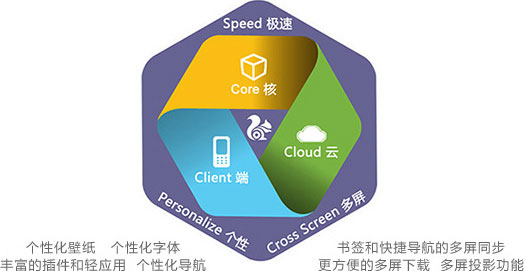 Speed 极速
Core 核
Cloud 云
Client 端
Personalize 个性
Cross Screen 多屏
个性化壁纸 个性化字体
丰富的插件和轻应用 个性化导航
书签和快捷导航的多屏同步
更方便的多屏下载 多屏投影功能